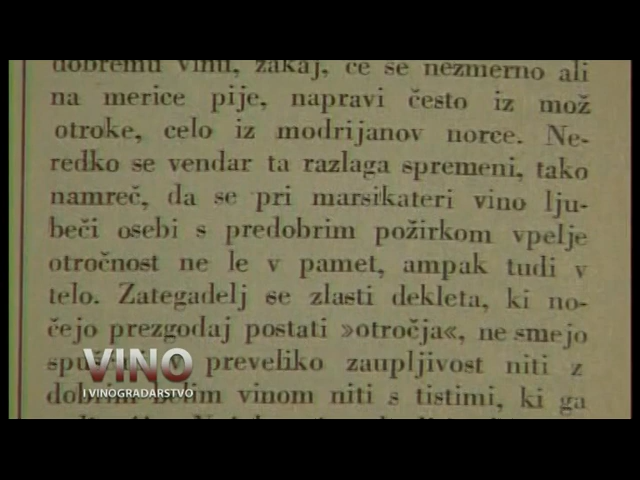 dobremu vinu, zakaj, če se nezmerno ali
na merice pije, napravi često iz mož
otroke, celo iz modrijanov norce. Ne-
redko se vendar ta razlaga spremeni, tako
namreč, da se pri marsikateri vino lju-
beči osebi s predobrim požirkom vpelje
otročnost ne le v pamet, ampak tudi v
telo. Zategadelj se zlasti dekleta, ki no-
čejo prezgodaj postati »otročja«, ne smejo
v preveliko zaupljivost niti z
dobrim belim vinom niti s tistimi, ki ga
VINO
I VINOGRADARSTVO